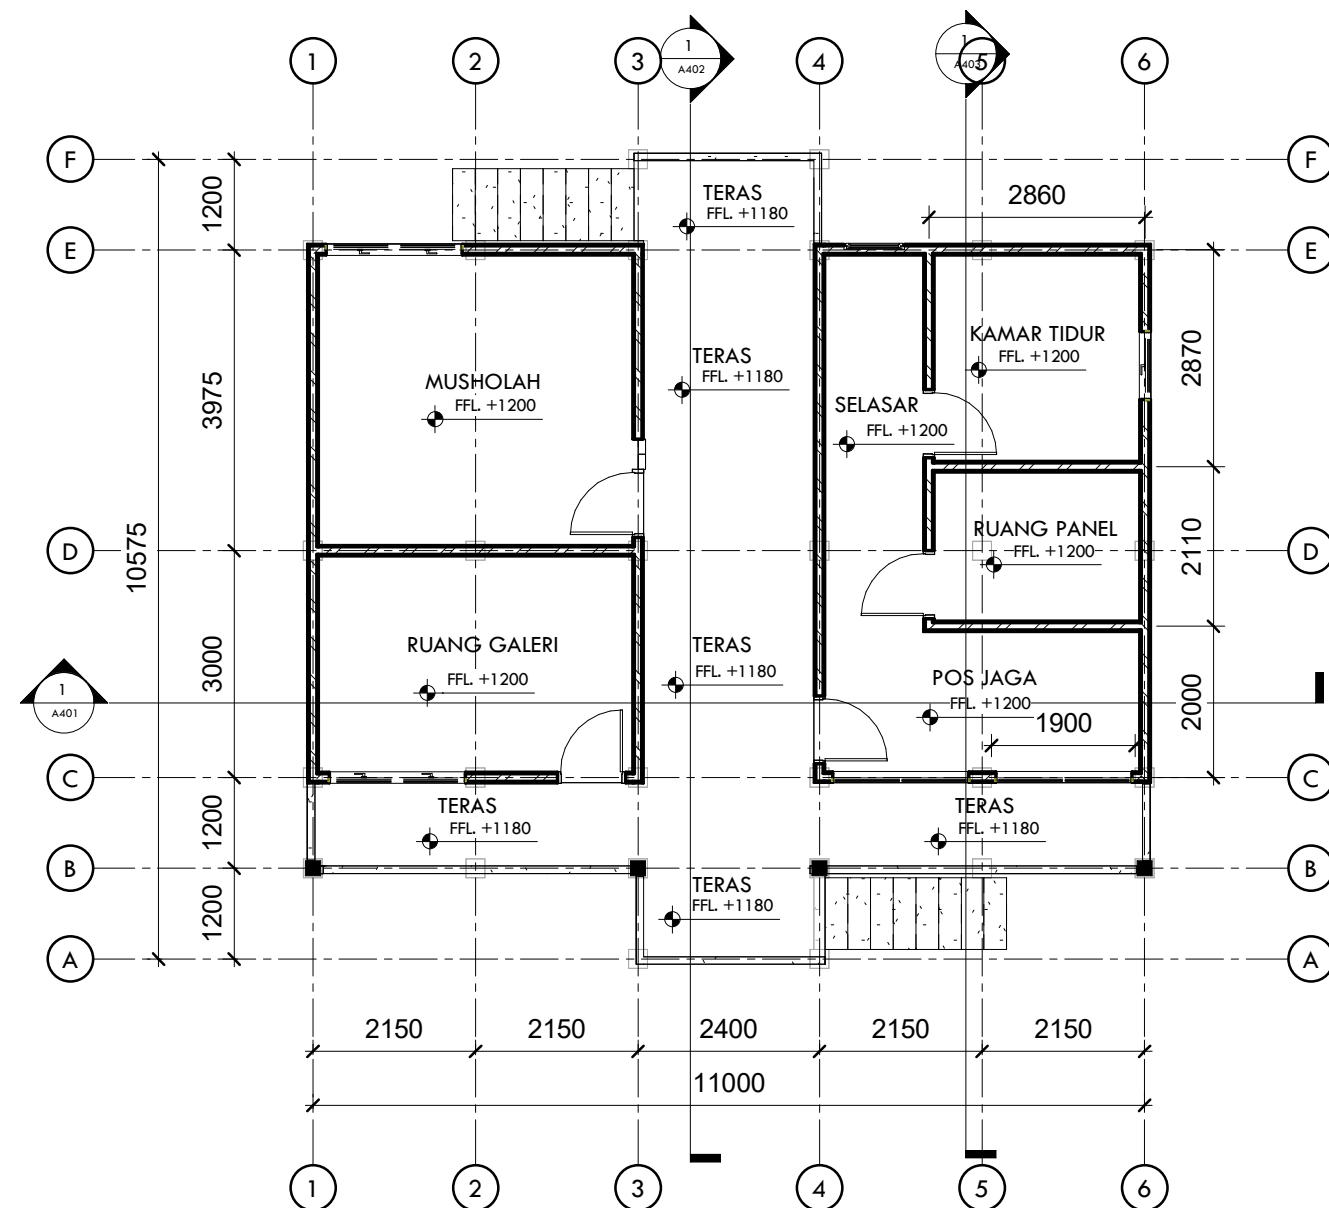 1
2
3
1
A402
4
1
A403
5
6
F
F
1200
TERAS
FFL. +1180
2860
E
E
3975
MUSHOLAH
FFL. +1200
TERAS
FFL. +1180
KAMAR TIDUR
FFL. +1200
2870
SELASAR
FFL. +1200
10575
D
RUANG PANEL
FFL. +1200
2110
D
3000
RUANG GALERI
FFL. +1200
TERAS
FFL. +1180
POS JAGA
FFL. +1200
1900
2000
1
A401
C
C
1200
TERAS
FFL. +1180
TERAS
FFL. +1180
B
B
1200
TERAS
FFL. +1180
A
A
2150
2150
2400
2150
2150
11000
1
2
3
4
5
6